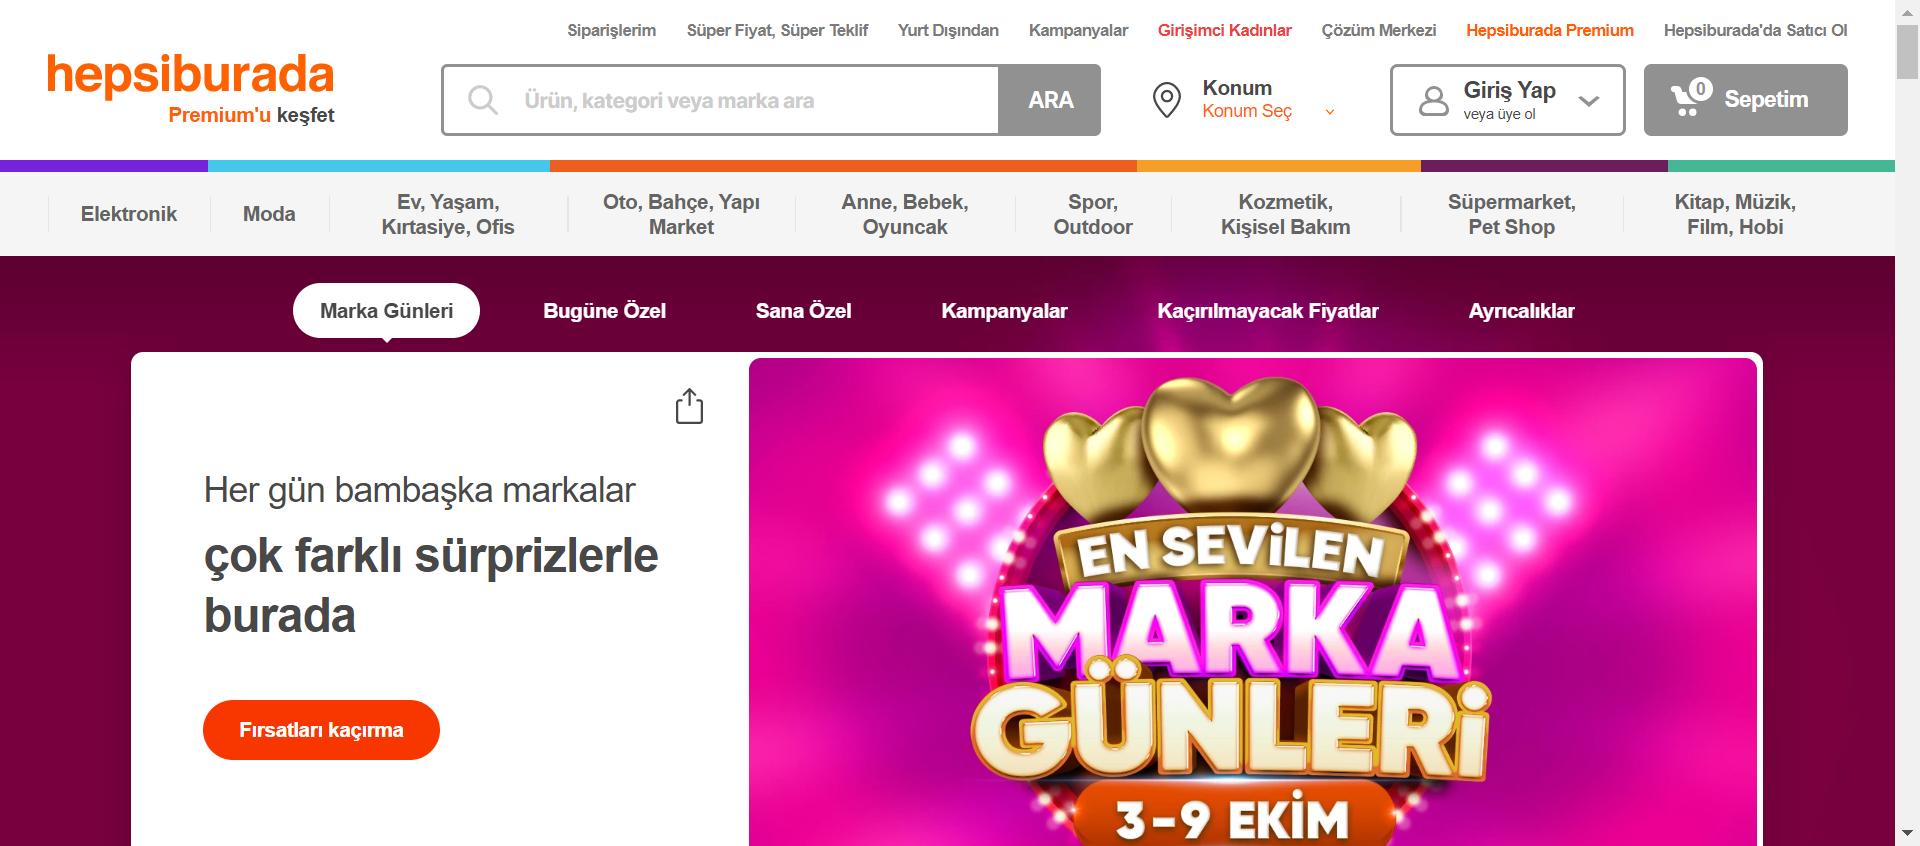 Siparişlerim
Süper Fiyat, Süper Teklif
Yurt Dışından
Kampanyalar
Girişimci Kadınlar
Çözüm Merkezi
Hepsiburada Premium
Hepsiburada'da Satıcı Ol
hepsiburada
Premium'u keşfet
Ürün, kategori veya marka ara
ARA
Konum
Konum Seç
Giriş Yap
veya üye ol
0
Sepetim
Elektronik
Moda
Ev, Yaşam,
Kırtasiye, Ofis
Oto, Bahçe, Yapı
Market
Anne, Bebek,
Oyuncak
Spor,
Outdoor
Kozmetik,
Kişisel Bakım
Süpermarket,
Pet Shop
Kitap, Müzik,
Film, Hobi
Marka Günleri
Bugüne Özel
Sana Özel
Kampanyalar
Kaçırılmayacak Fiyatlar
Ayrıcalıklar
Her gün bambaşka markalar
çok farklı sürprizlerle
burada
Fırsatları kaçırma
EN SEVİLEN
MARKA
GÜNLERİ
3-9 EKİM